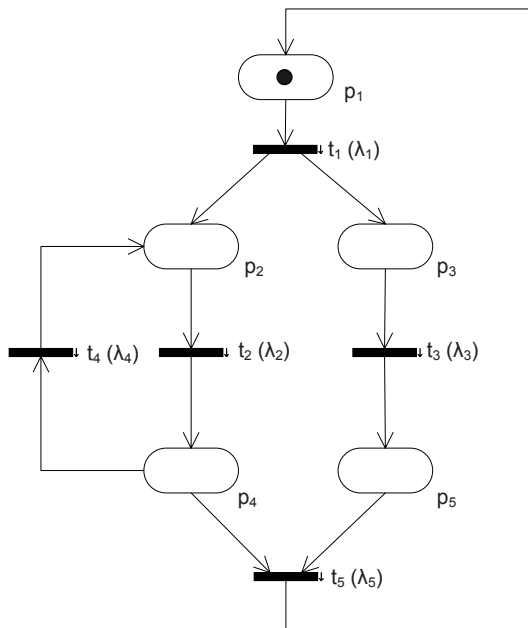 p₁
t₁ (λ₁)
p₂
p₃
t₄ (λ₄)
t₂ (λ₂)
t₃ (λ₃)
p₄
p₅
t₅ (λ₅)